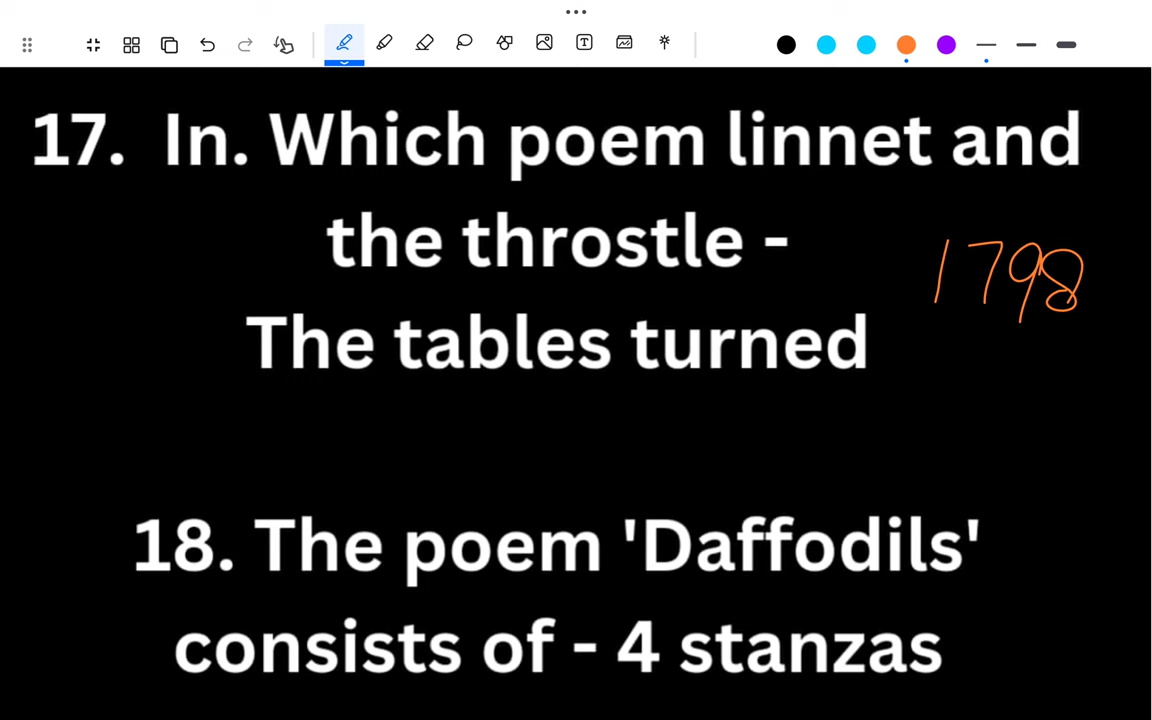 17. In. Which poem linnet and
the throstle -
1798
The tables turned
18. The poem 'Daffodils'
consists of - 4 stanzas